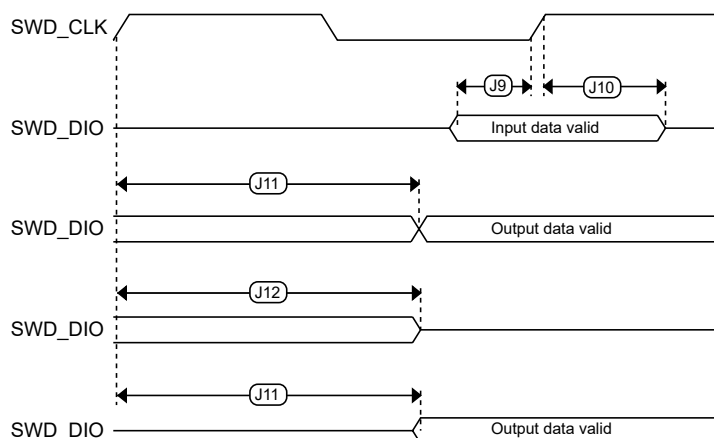 SWD_CLK
J9
J10
SWD_DIO
Input data valid
J11
SWD_DIO
Output data valid
J12
SWD_DIO
J11
SWD_DIO
Output data valid